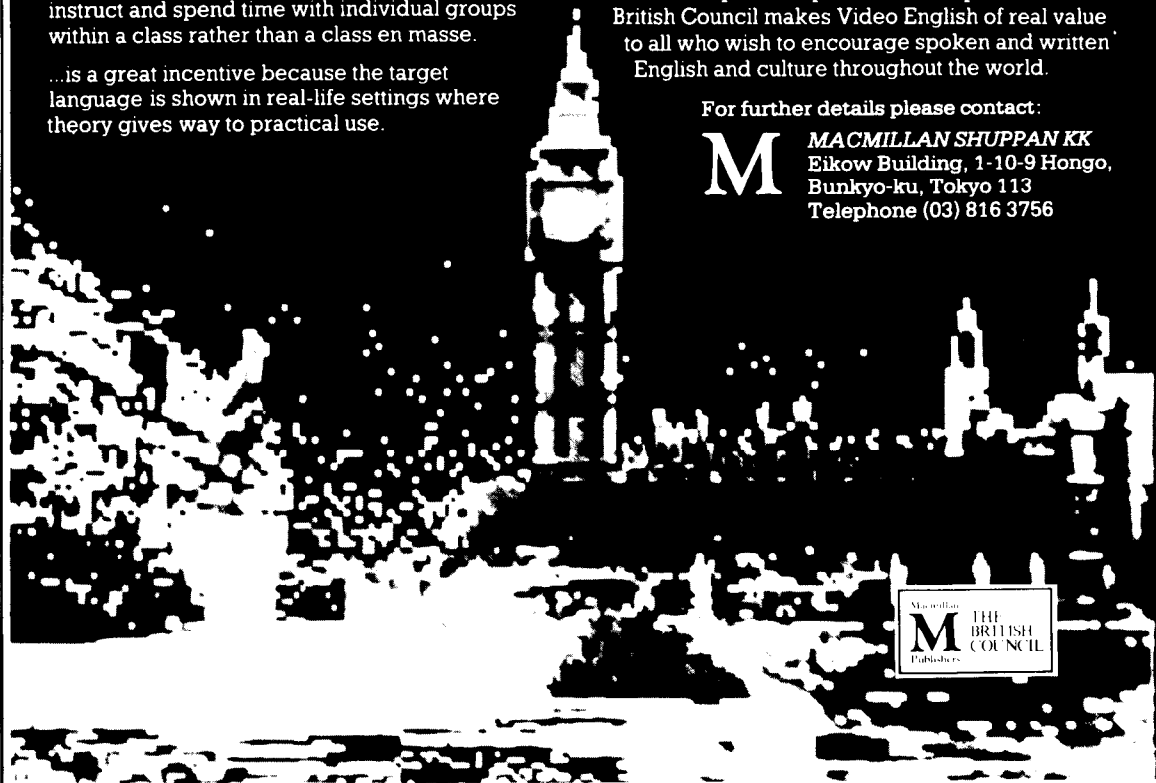 instruct and spend time with individual groups
within a class rather than a class en masse.
...is a great incentive because the target
language is shown in real-life settings where
theory gives way to practical use.
British Council makes Video English of real value
to all who wish to encourage spoken and written
English and culture throughout the world.
For further details please contact:
M
MACMILLAN SHUPPAN KK
Eikow Building, 1-10-9 Hongo,
Bunkyo-ku, Tokyo 113
Telephone (03) 816 3756
Macmillan
M
Publishers
THE
BRITISH
COUNCIL